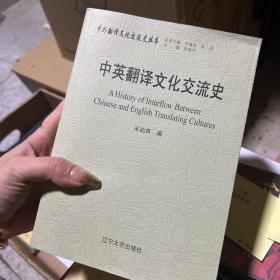 中外翻译文化交流史丛书
中英翻译文化交流史
A History of Interflow Between
Chinese and English Translating Cultures
编
辽宁大学出版社